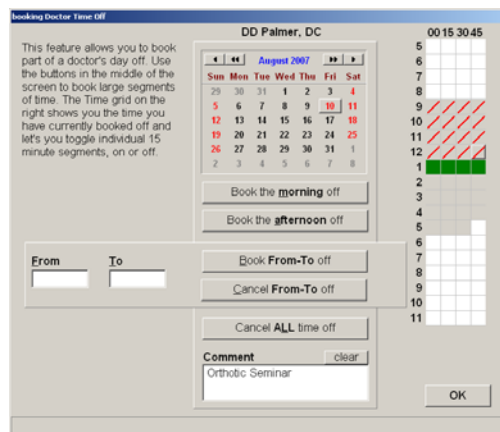 booking Doctor Time Off
This feature allows you to book
part of a doctor's day off. Use
the buttons in the middle of the
screen to book large segments
of time. The Time grid on the
right shows you the time you
have currently booked off and
let's you toggle individual 15
minute segments, on or off.
DD Palmer, DC
August 2007
Sun Mon Tue Wed Thu Fri Sat
29 30 31 1 2 3 4
5 6 7 8 9 10 11
12 13 14 15 16 17 18
19 20 21 22 23 24 25
26 27 28 29 30 31 1
2 3 4 5 6 7 8
Book the morning off
Book the afternoon off
From To
Book From-To off
Cancel From-To off
Cancel ALL time off
Comment clear
Orthotic Seminar
00 15 30 45
5
6
7
8
9
10
11
12
1
2
3
4
5
6
7
8
9
10
11
OK